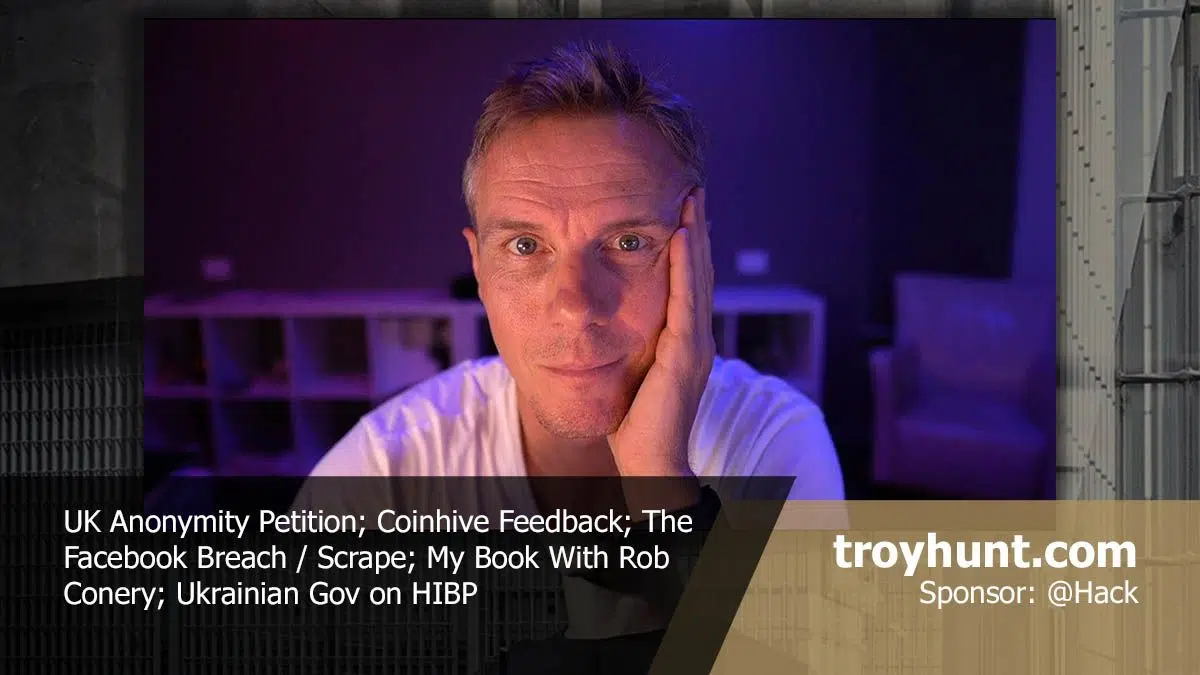 UK Anonymity Petition; Coinhive Feedback; The
Facebook Breach / Scrape; My Book With Rob
Conery; Ukrainian Gov on HIBP
troyhunt.com
Sponsor: @Hack